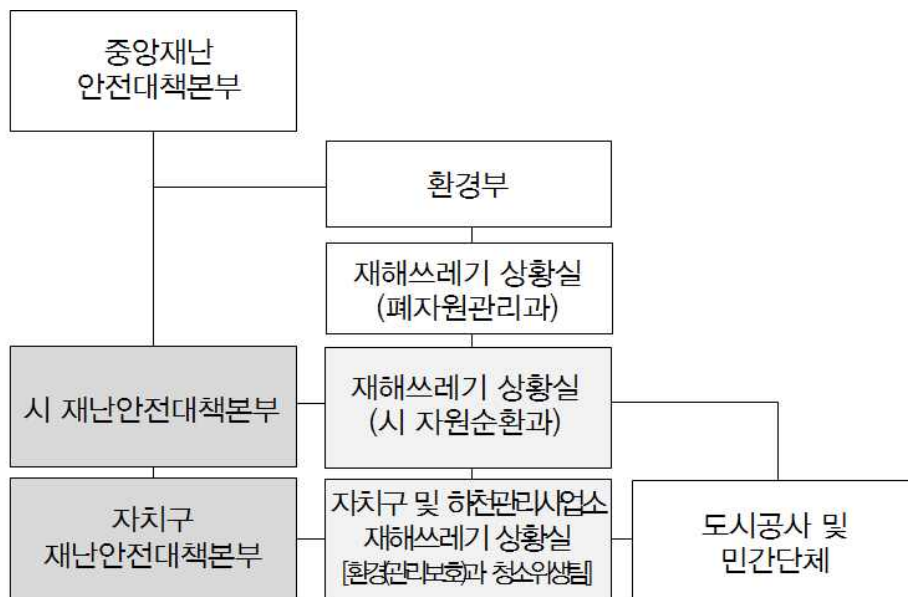 중앙재난
안전대책본부
환경부
재해쓰레기 상황실
(폐자원관리과)
시 재난안전대책본부
재해쓰레기 상황실
(시 자원순환과)
자치구
재난안전대책본부
자치구 및 하천관리사업소
재해쓰레기 상황실
[환경(관리보호)과 청소위생팀]
도시공사 및
민간단체